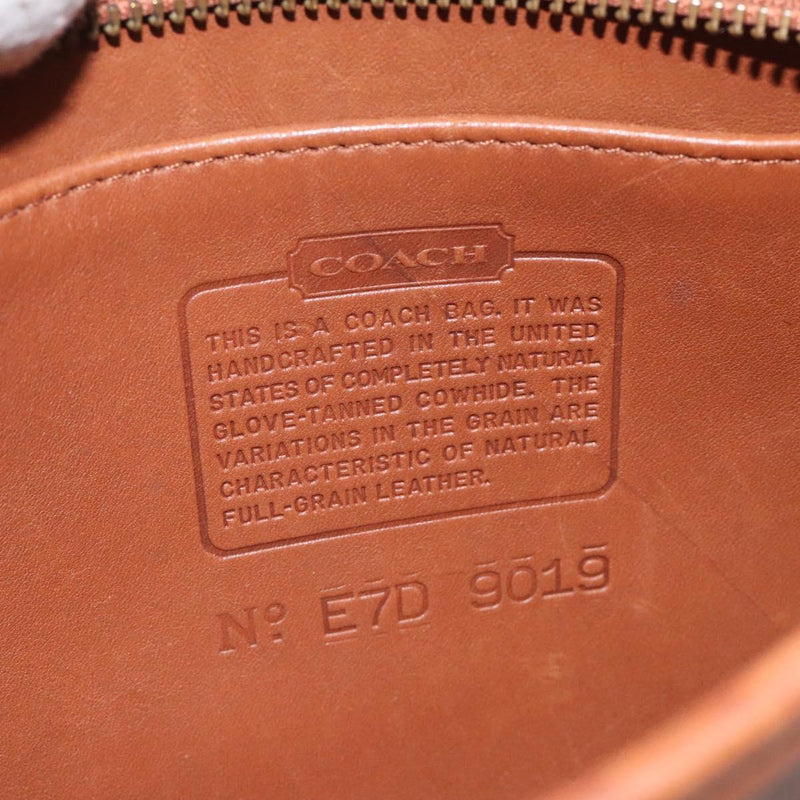 COACH
THIS IS A COACH BAG. IT WAS
HANDCRAFTED IN THE UNITED
STATES OF COMPLETELY NATURAL
GLOVE-TANNED COWHIDE. THE
VARIATIONS IN THE GRAIN ARE
CHARACTERISTIC OF NATURAL
FULL-GRAIN LEATHER.
Nº E7D 9019